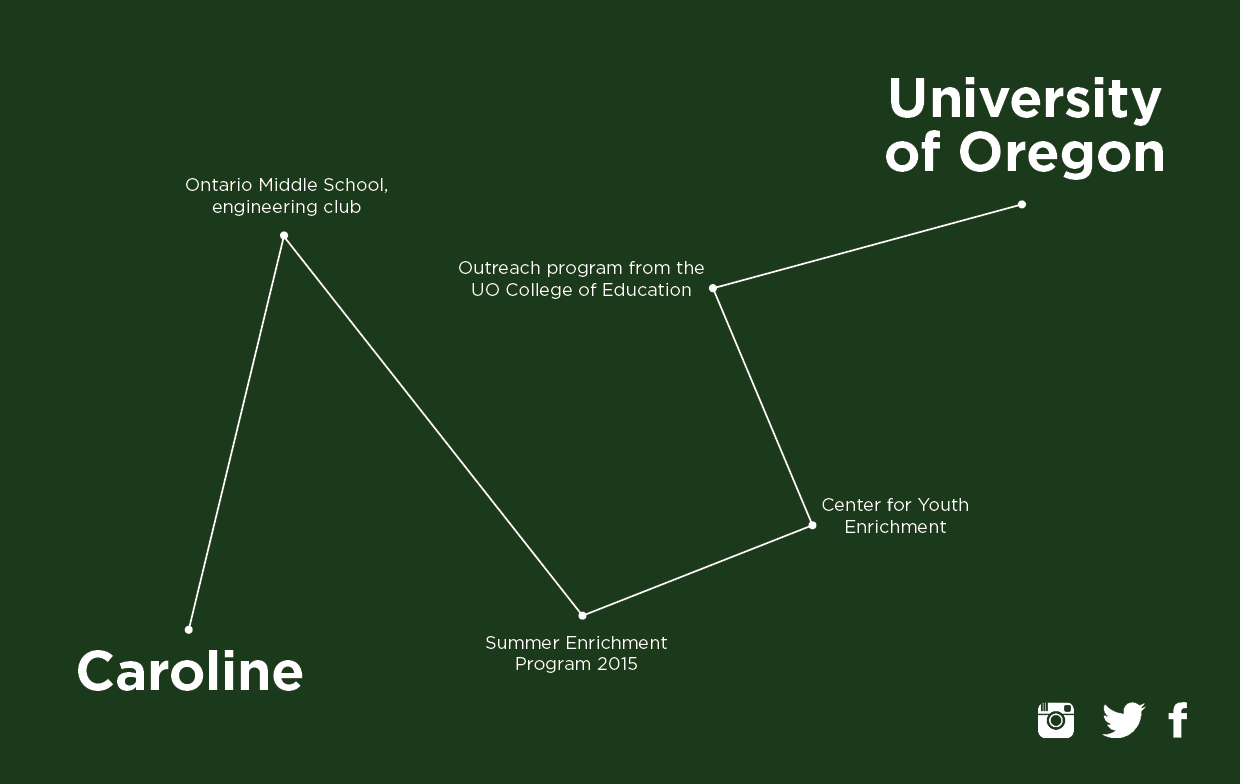 University
of Oregon
Ontario Middle School,
engineering club
Outreach program from the
UO College of Education
Center for Youth
Enrichment
Summer Enrichment
Program 2015
Caroline